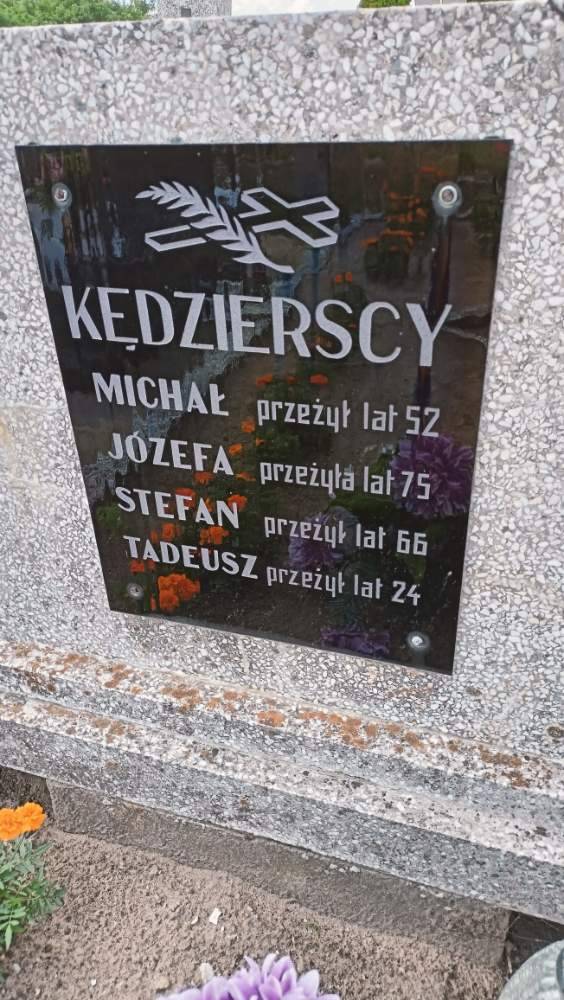 KĘDZIERSCY
MICHAŁ przeżył lat 52
JÓZEFA przeżyła lat 75
STEFAN przeżył lat 66
TADEUSZ przeżył lat 24